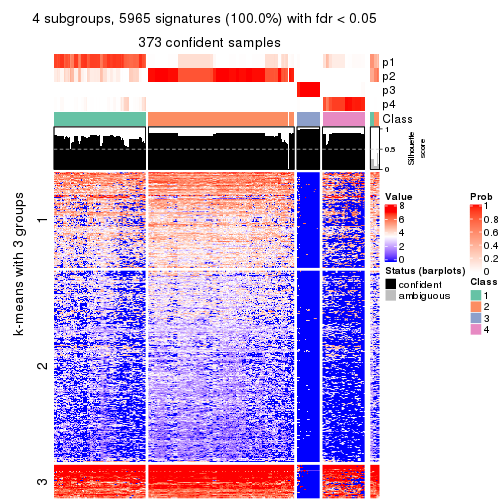 4 subgroups, 5965 signatures (100.0%) with fdr < 0.05
373 confident samples
p1
p2
p3
p4
Class
1
0.5
0
Silhouette
score
k-means with 3 groups
1
2
3
Value
8
6
4
2
0
Status (barplots)
confident
ambiguous
Prob
1
0.8
0.6
0.4
0.2
0
Class
1
2
3
4